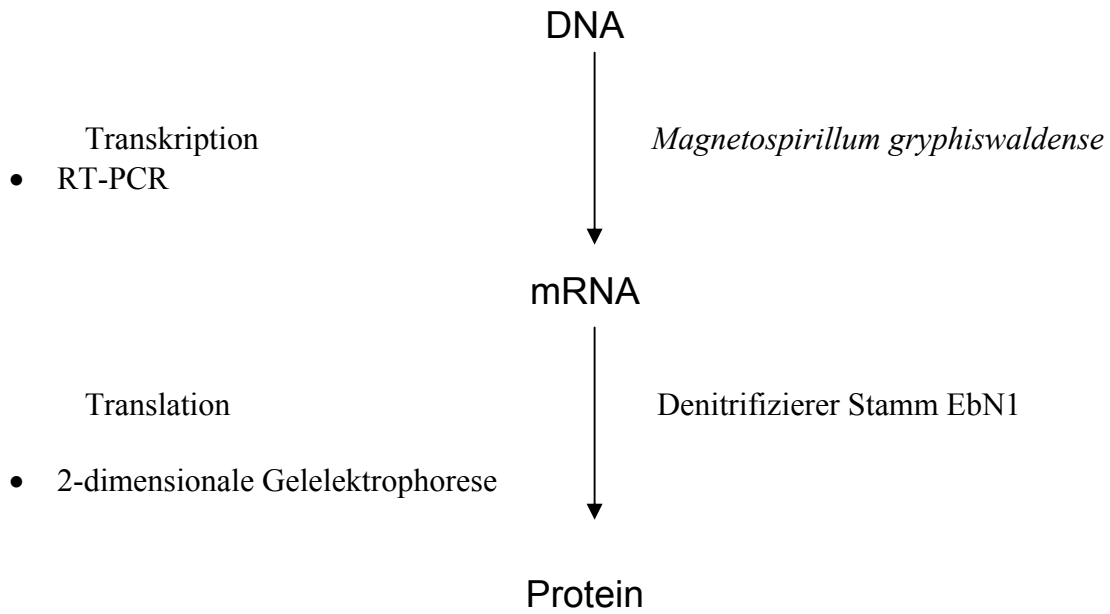 DNA
Transkription
Magnetospirillum gryphiswaldense
• RT-PCR
mRNA
Translation
Denitrifizierer Stamm EbN1
• 2-dimensionale Gelelektrophorese
Protein